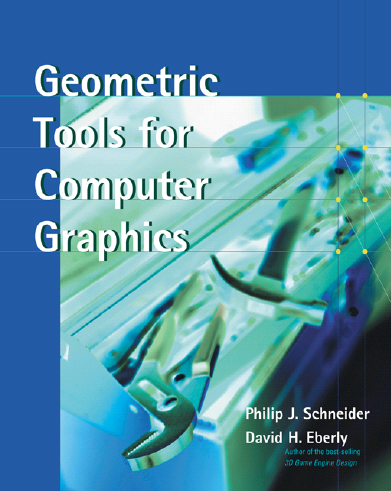 Geometric
Tools for
Computer
Graphics
Philip J. Schneider
David H. Eberly
Author of the best-selling
3D Game Engine Design